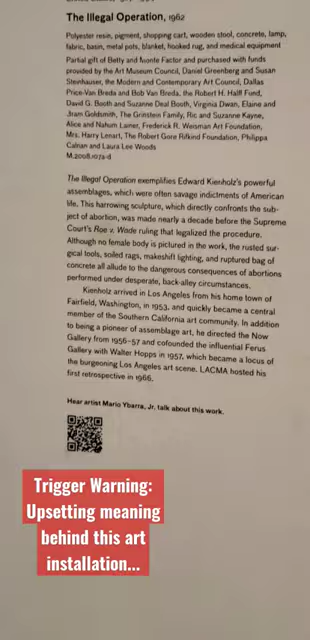 The Illegal Operation, 1962
Polyester resin, pigment, shopping cart, wooden stool, concrete, lamp,
fabric, basin, metal pots, blanket, hooked rug, and medical equipment
Partial gift of Betty and Monte Factor and purchased with funds
provided by the Art Museum Council, Daniel Greenberg and Susan
Steinhauser, the Modern and Contemporary Art Council, Dallas
Price-Van Breda and Bob Van Breda, the Robert H. Halff Fund,
David G. Booth and Suzanne Deal Booth, Virginia Dwan, Elaine and
Bram Goldsmith, The Grinstein Family, Ric and Suzanne Kayne,
Alice and Nahum Lainer, Frederick R. Weisman Art Foundation,
Mrs. Harry Lenart, The Robert Gore Rifkind Foundation, Philippa
Calnan and Laura Lee Woods
M.2008.107a-d
The Illegal Operation exemplifies Edward Kienholz's powerful
assemblages, which were often savage indictments of American
life. This harrowing sculpture, which directly confronts the sub-
ject of abortion, was made nearly a decade before the Supreme
Court's Roe v. Wade ruling that legalized the procedure.
Although no female body is pictured in the work, the rusted sur-
gical tools, soiled rags, makeshift lighting, and ruptured bag of
concrete all allude to the dangerous consequences of abortions
performed under desperate, back-alley circumstances.
Kienholz arrived in Los Angeles from his home town of
Fairfield, Washington, in 1953, and quickly became a central
member of the Southern California art community. In addition
to being a pioneer of assemblage art, he directed the Now
Gallery from 1956–57 and cofounded the influential Ferus
Gallery with Walter Hopps in 1957, which became a locus of
the burgeoning Los Angeles art scene. LACMA hosted his
first retrospective in 1966.
Hear artist Mario Ybarra, Jr. talk about this work.
Trigger Warning:
Upsetting meaning
behind this art
installation...